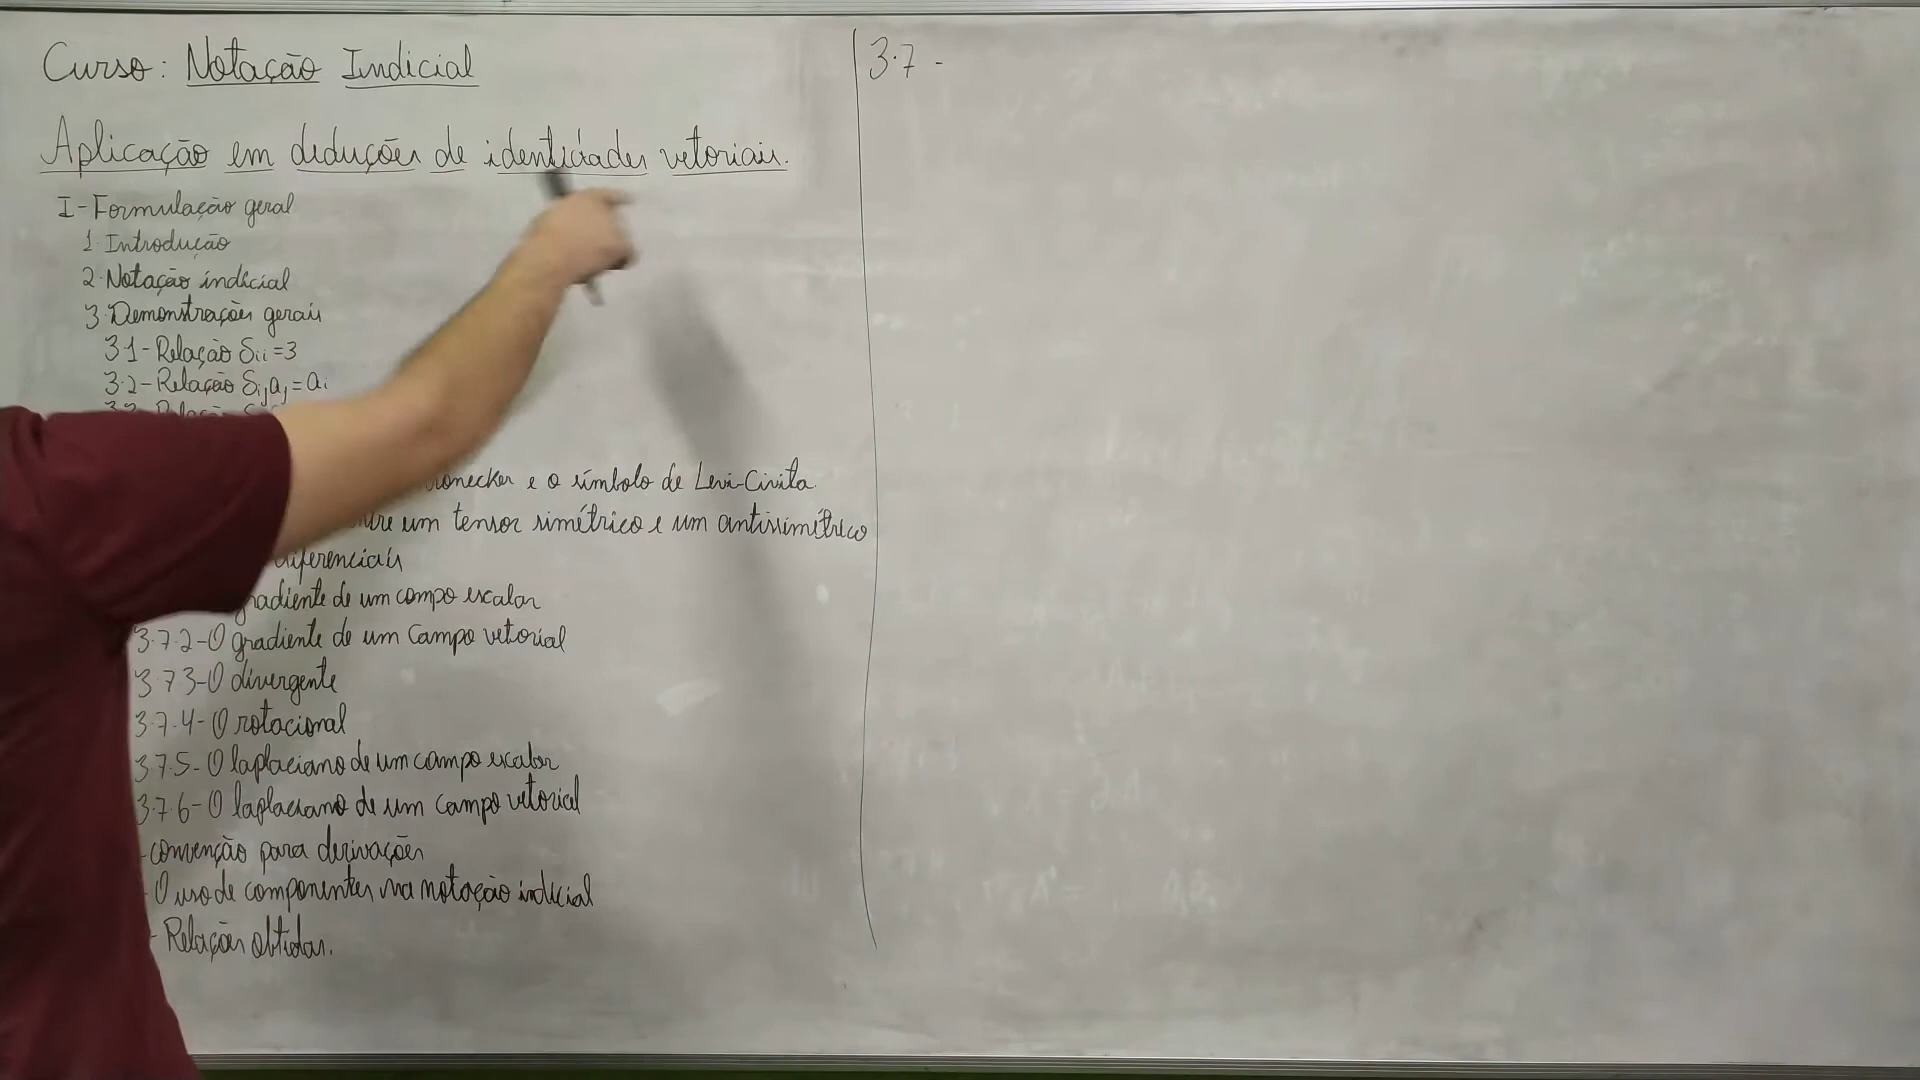 Curso: Notação Indicial
Aplicação em deduções de identidades vetoriais.
I-Formulação geral
1. Introdução
2. Notação indicial
3. Demonstrações gerais
3.1-Relação δii=3
3.2-Relação δijaj=ai
e o símbolo de Levi-Civita.
um tensor simétrico e um antissimétrico
diferenciais
gradiente de um campo escalar
3.7.2-O gradiente de um Campo vetorial
3.7.3-O divergente
3.7.4-O rotacional
3.7.5-O laplaciano de um campo escalar
3.7.6-O laplaciano de um campo vetorial
-convenção para derivações
-O uso de componentes na notação indicial
- Relações obtidas.
3.7 -